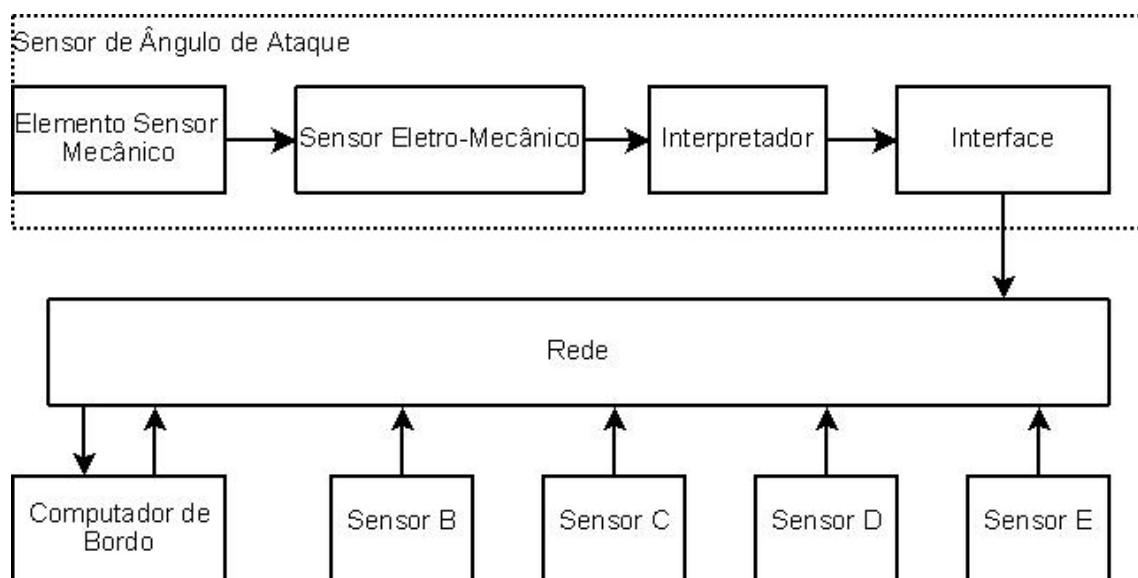 Sensor de Ângulo de Ataque
Elemento Sensor
Mecânico
Sensor Eletro-Mecânico
Interpretador
Interface
Rede
Computador de
Bordo
Sensor B
Sensor C
Sensor D
Sensor E